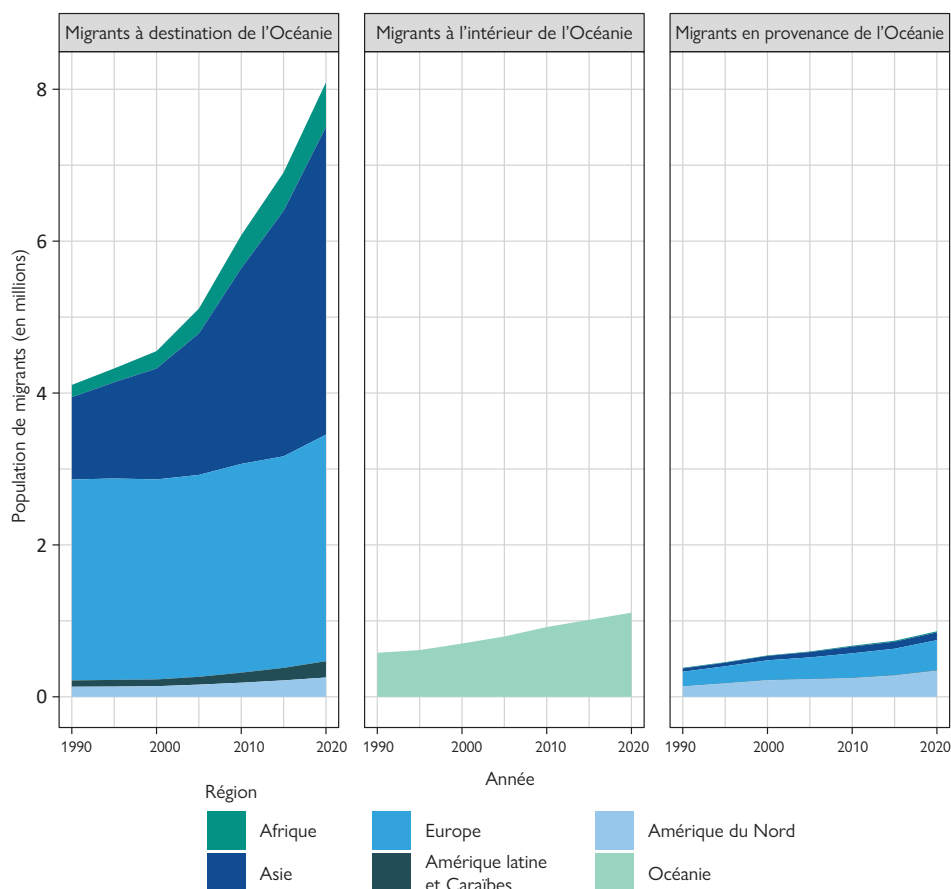 Migrants à destination de l'Océanie
Migrants à l'intérieur de l'Océanie
Migrants en provenance de l'Océanie
Population de migrants (en millions)
8
6
4
2
0
1990 2000 2010 2020
1990 2000 2010 2020
1990 2000 2010 2020
Année
Région
Afrique
Europe
Amérique du Nord
Asie
Amérique latine
et Caraïbes
Océanie